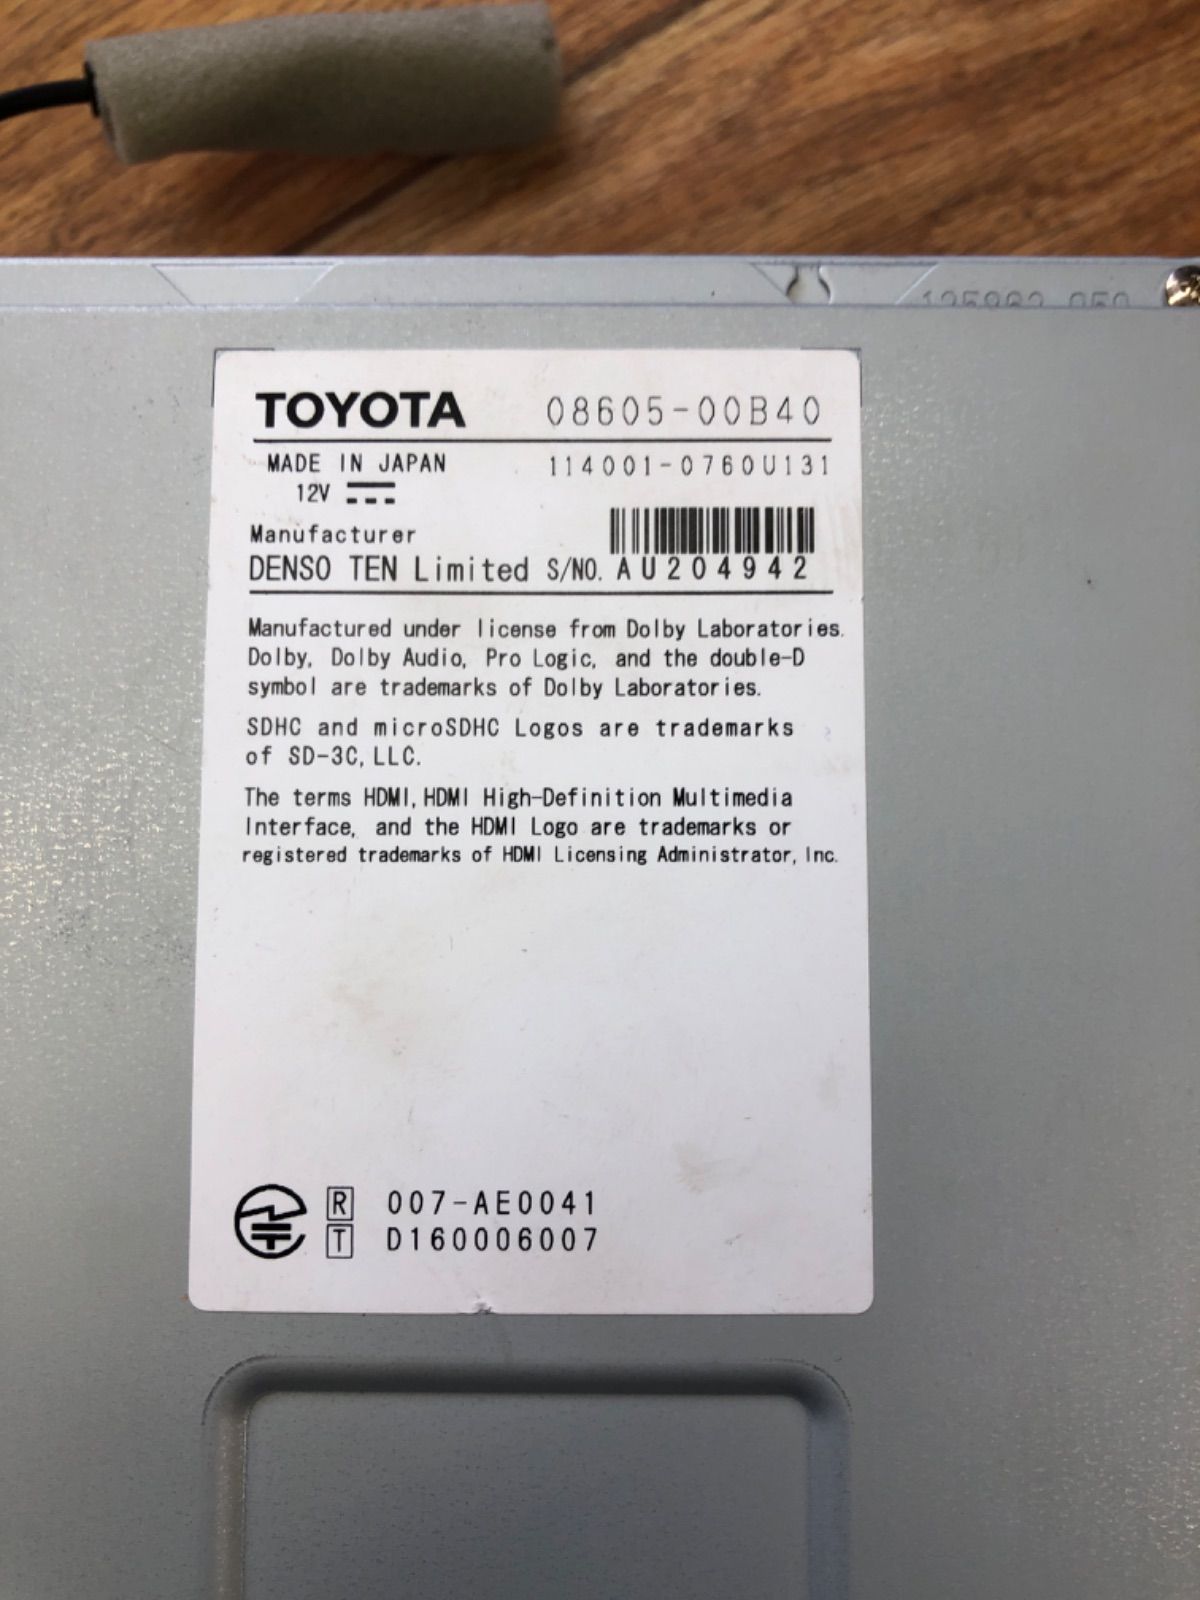 TOYOTA 08605-00B40
MADE IN JAPAN 114001-0760U131
12V
Manufacturer
DENSO TEN Limited S/NO. AU204942
Manufactured under license from Dolby Laboratories.
Dolby, Dolby Audio, Pro Logic, and the double-D
symbol are trademarks of Dolby Laboratories.
SDHC and microSDHC Logos are trademarks
of SD-3C, LLC.
The terms HDMI, HDMI High-Definition Multimedia
Interface, and the HDMI Logo are trademarks or
registered trademarks of HDMI Licensing Administrator, Inc.
R 007-AE0041
T D160006007